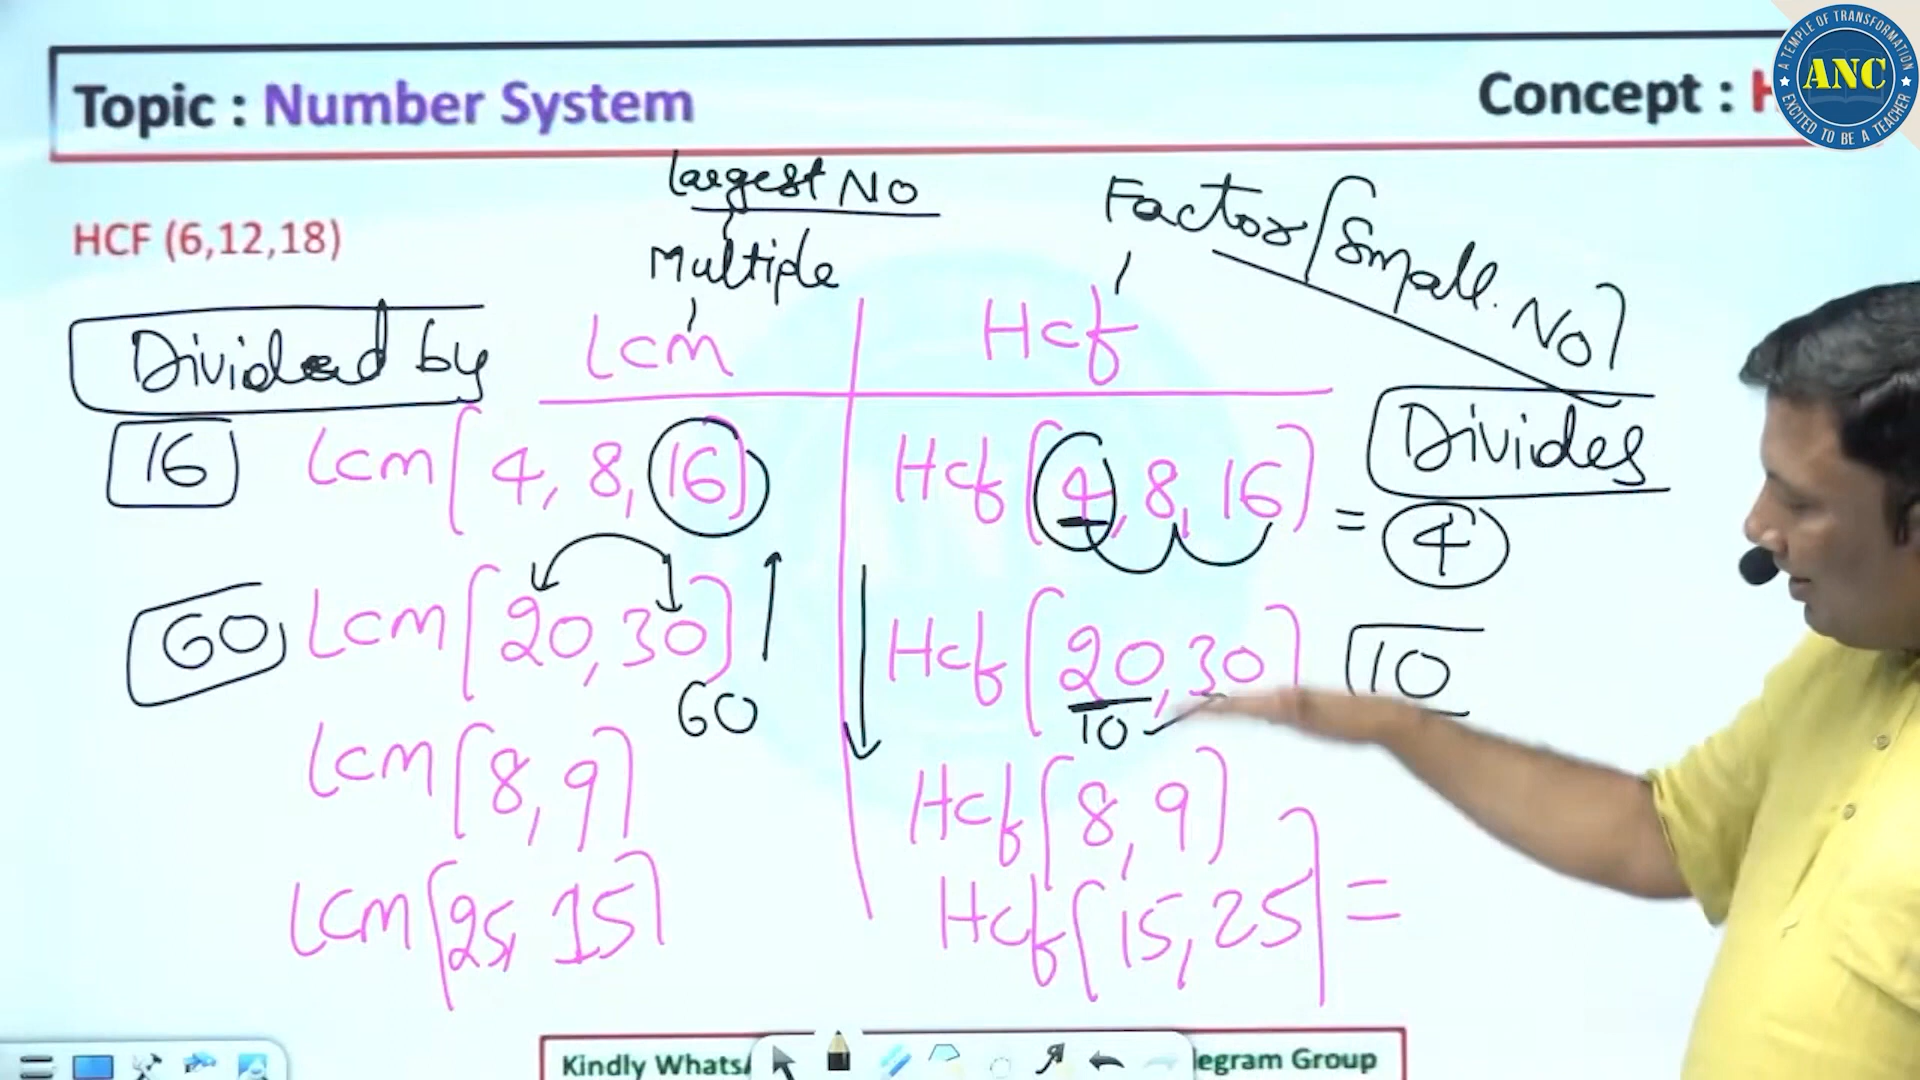 A TEMPLE OF TRANSFORMATION
ANC
EXCITED TO BE A TEACHER
Topic : Number System
Concept : H
HCF (6,12,18)
Largest NO
Multiple
Factor (Small. No)
Divided by
Lcm
Hcf
Divides
16
Lcm (4, 8, 16)
Hcf (4, 8, 16) = 4
60
Lcm (20, 30)
60
Hcf (20, 30)
10
10
Lcm (8, 9)
Hcf (8, 9)
Lcm (25, 15)
Hcf (15, 25) =
Kindly Whats
legram Group